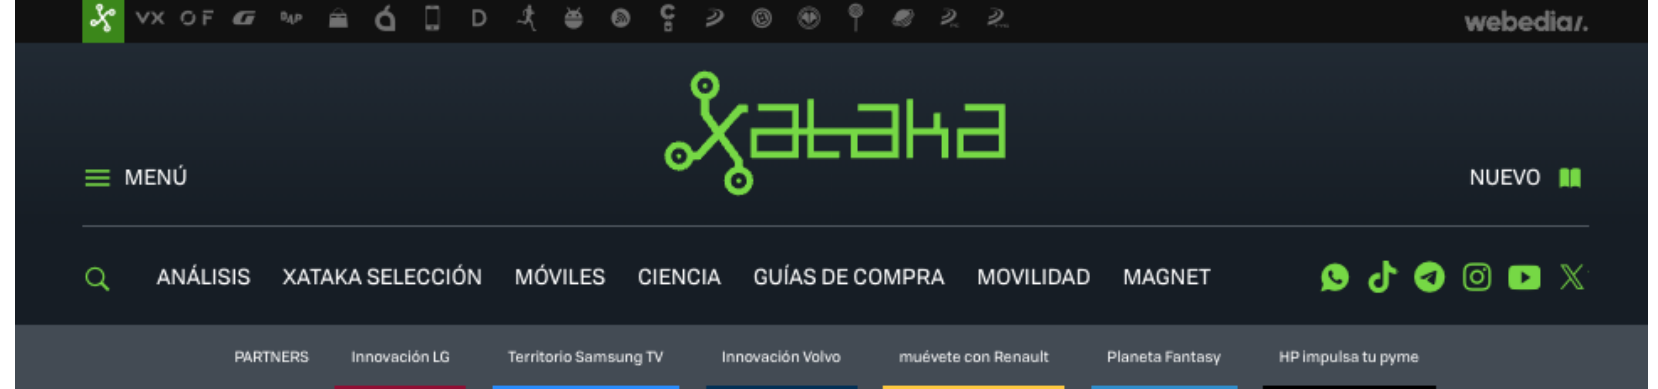 VX OF G DAP á D
webedia/.
xataka
MENÚ
NUEVO
ANÁLISIS XATAKA SELECCIÓN MÓVILES CIENCIA GUÍAS DE COMPRA MOVILIDAD MAGNET
PARTNERS Innovación LG Territorio Samsung TV Innovación Volvo muévete con Renault Planeta Fantasy HP impulsa tu pyme